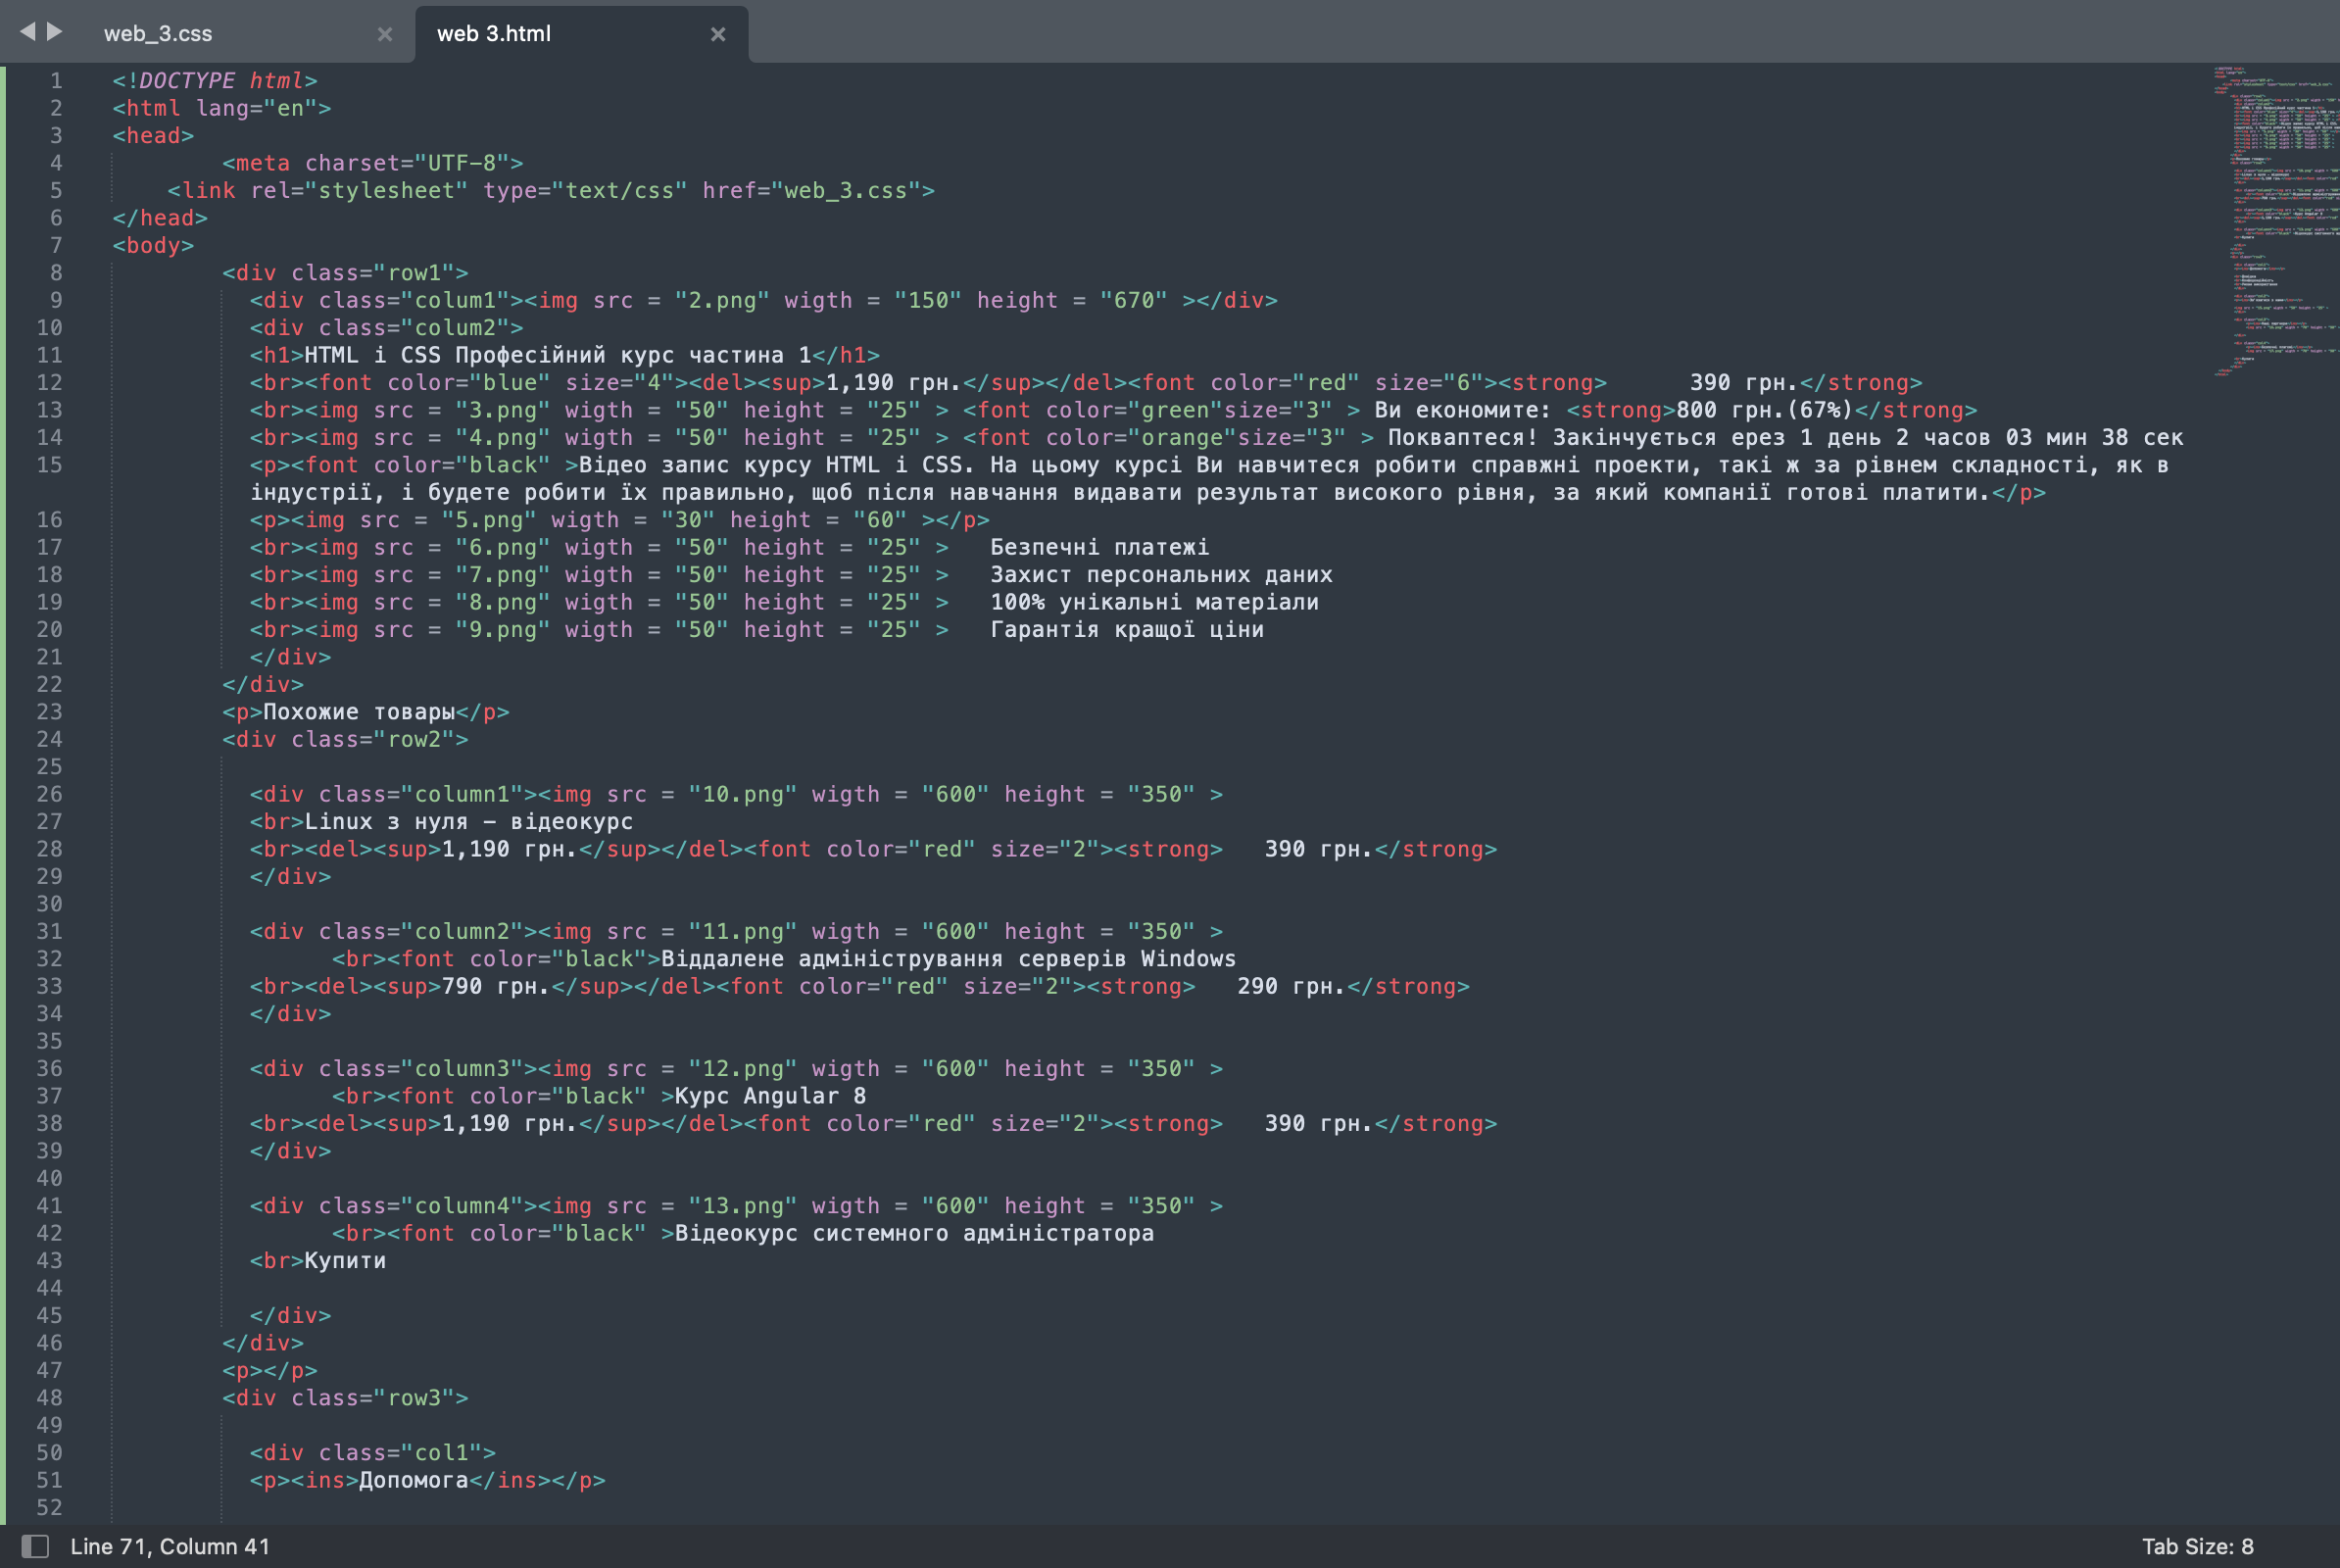 web_3.css
web 3.html
1 <!DOCTYPE html>
2 <html lang="en">
3 <head>
4 <meta charset="UTF-8">
5 <link rel="stylesheet" type="text/css" href="web_3.css">
6 </head>
7 <body>
8 <div class="row1">
9 <div class="colum1"><img src = "2.png" wigth = "150" height = "670" ></div>
10 <div class="colum2">
11 <h1>HTML і CSS Професійний курс частина 1</h1>
12 <br><font color="blue" size="4"><del><sup>1,190 грн.</sup></del><font color="red" size="6"><strong> 390 грн.</strong>
13 <br><img src = "3.png" wigth = "50" height = "25" > <font color="green"size="3" > Ви економите: <strong>800 грн.(67%)</strong>
14 <br><img src = "4.png" wigth = "50" height = "25" > <font color="orange"size="3" > Покваптеся! Закінчується ерез 1 день 2 часов 03 мин 38 сек
15 <p><font color="black" >Відео запис курсу HTML і CSS. На цьому курсі Ви навчитеся робити справжні проекти, такі ж за рівнем складності, як в
індустрії, і будете робити їх правильно, щоб після навчання видавати результат високого рівня, за який компанії готові платити.</p>
16 <p><img src = "5.png" wigth = "30" height = "60" ></p>
17 <br><img src = "6.png" wigth = "50" height = "25" > Безпечні платежі
18 <br><img src = "7.png" wigth = "50" height = "25" > Захист персональних даних
19 <br><img src = "8.png" wigth = "50" height = "25" > 100% унікальні матеріали
20 <br><img src = "9.png" wigth = "50" height = "25" > Гарантія кращої ціни
21 </div>
22 </div>
23 <p>Похожие товары</p>
24 <div class="row2">
25
26 <div class="column1"><img src = "10.png" wigth = "600" height = "350" >
27 <br>Linux з нуля – відеокурс
28 <br><del><sup>1,190 грн.</sup></del><font color="red" size="2"><strong> 390 грн.</strong>
29 </div>
30
31 <div class="column2"><img src = "11.png" wigth = "600" height = "350" >
32 <br><font color="black">Віддалене адміністрування серверів Windows
33 <br><del><sup>790 грн.</sup></del><font color="red" size="2"><strong> 290 грн.</strong>
34 </div>
35
36 <div class="column3"><img src = "12.png" wigth = "600" height = "350" >
37 <br><font color="black" >Курс Angular 8
38 <br><del><sup>1,190 грн.</sup></del><font color="red" size="2"><strong> 390 грн.</strong>
39 </div>
40
41 <div class="column4"><img src = "13.png" wigth = "600" height = "350" >
42 <br><font color="black" >Відеокурс системного адміністратора
43 <br>Купити
44
45 </div>
46 </div>
47 <p></p>
48 <div class="row3">
49
50 <div class="col1">
51 <p><ins>Допомога</ins></p>
52
Line 71, Column 41
Tab Size: 8